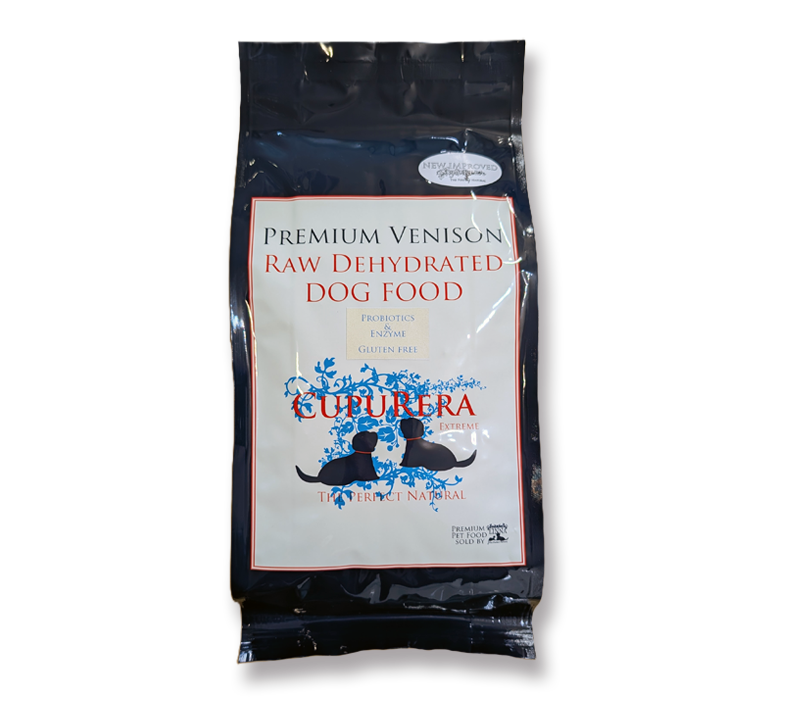 NEW IMPROVED
PREMIUM VENISON
RAW DEHYDRATED
DOG FOOD
PROBIOTICS
&
ENZYME
GLUTEN FREE
CUPURERA
EXTREME
THE PERFECT NATURAL
PREMIUM
PET FOOD
SOLD BY